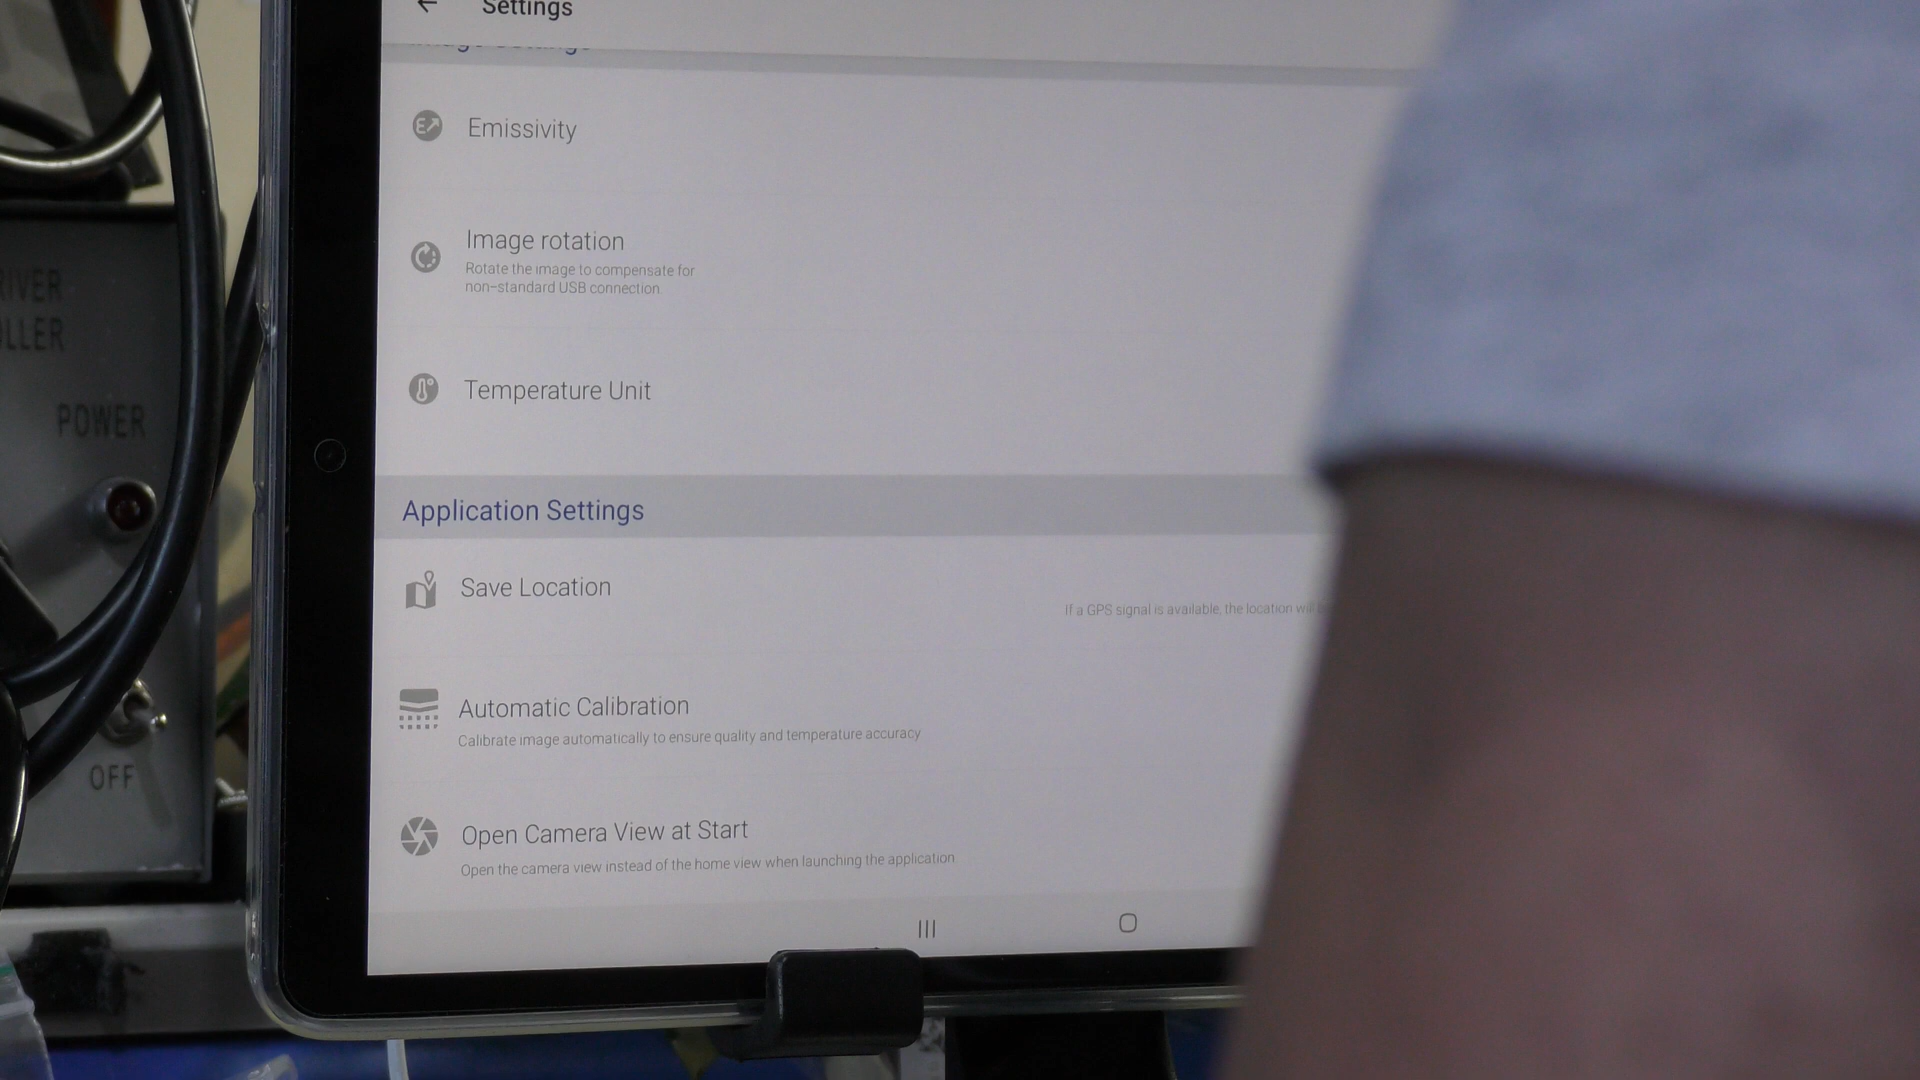 Settings
Image Settings
Emissivity
Image rotation
Rotate the image to compensate for
non-standard USB connection.
Temperature Unit
Application Settings
Save Location
If a GPS signal is available, the location will
Automatic Calibration
Calibrate image automatically to ensure quality and temperature accuracy
Open Camera View at Start
Open the camera view instead of the home view when launching the application
POWER
OFF